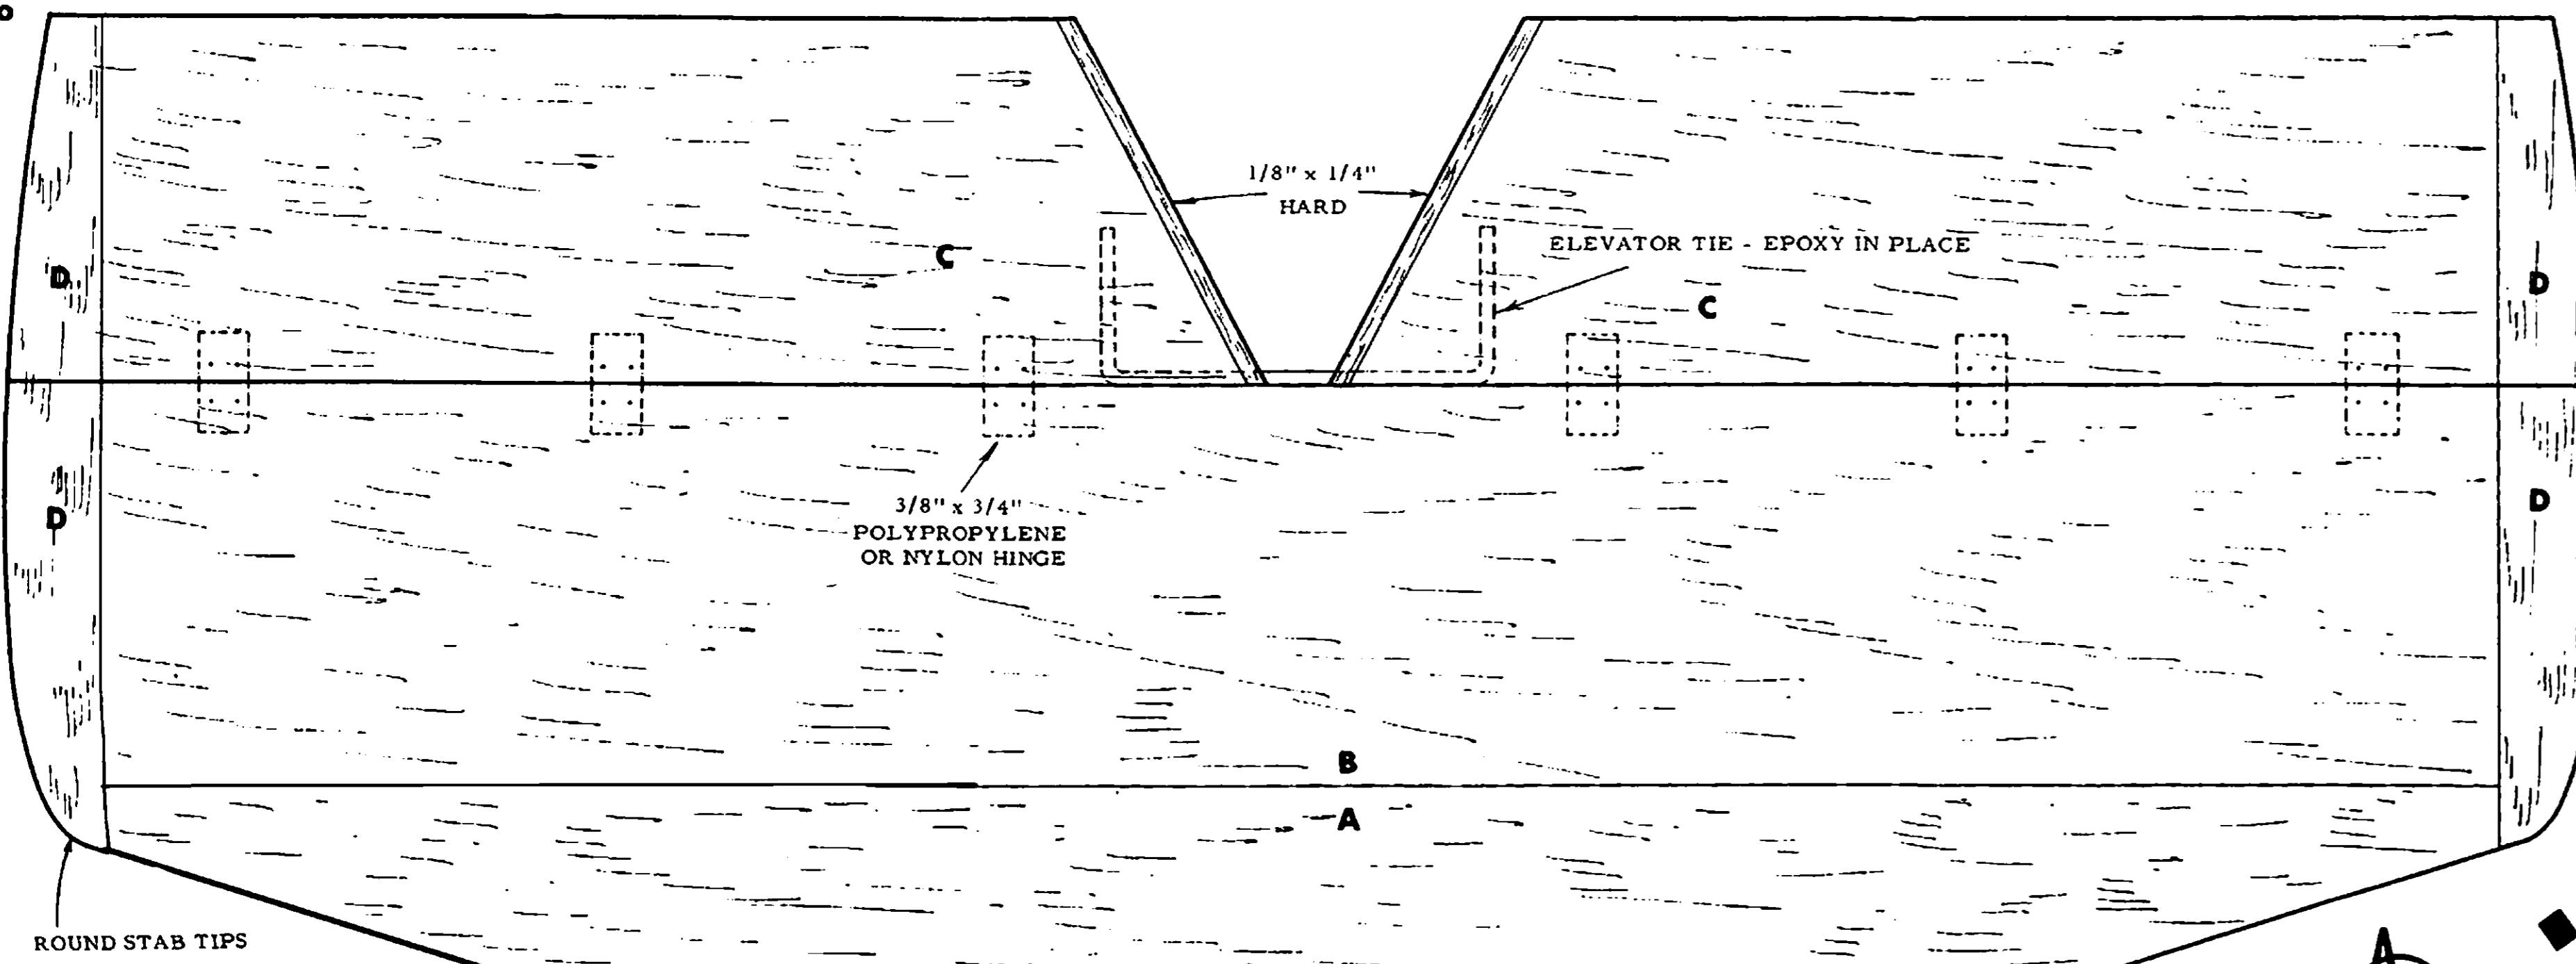 1/8" x 1/4"
HARD
ELEVATOR TIE - EPOXY IN PLACE
C
C
D
D
3/8" x 3/4"
POLYPROPYLENE
OR NYLON HINGE
D
D
B
A
ROUND STAB TIPS
A